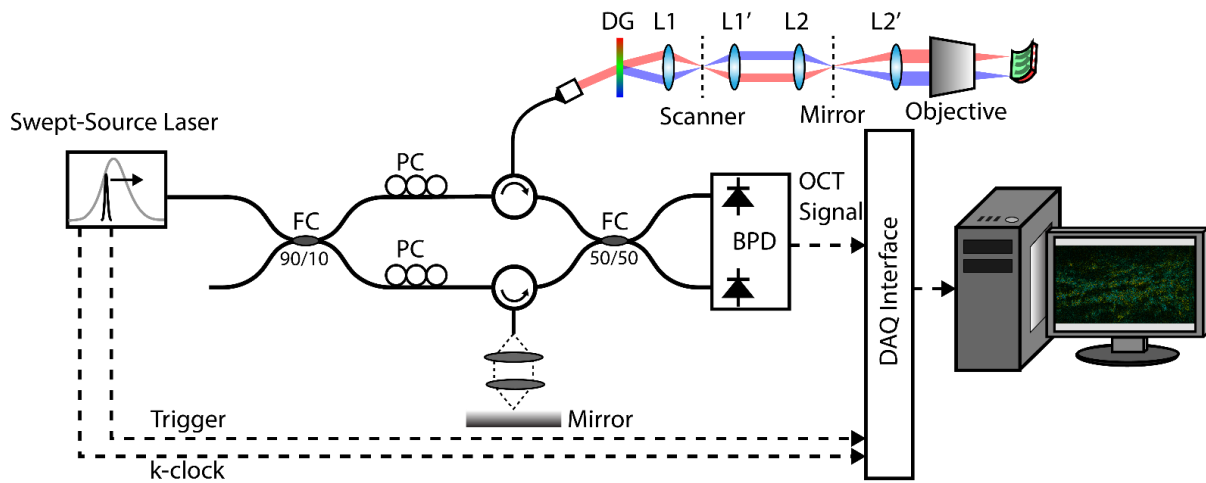 DG L1 L1’ L2 L2’
Scanner Mirror Objective
Swept-Source Laser
PC
FC
90/10
PC
FC
50/50
BPD
OCT
Signal
DAQ Interface
Mirror
Trigger
k-clock